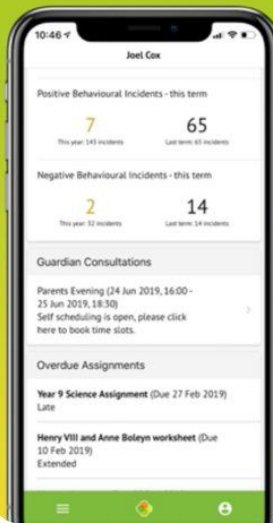 10:46
Joel Cox
Positive Behavioural Incidents - this term
7
65
This year: 143 incidents
Last term: 65 incidents
Negative Behavioural Incidents - this term
2
14
This year: 32 incidents
Last term: 14 incidents
Guardian Consultations
Parents Evening (24 Jun 2019, 16:00 -
25 Jun 2019, 18:30)
Self scheduling is open, please click
here to book time slots.
Overdue Assignments
Year 9 Science Assignment (Due 27 Feb 2019)
Late
Henry VIII and Anne Boleyn worksheet (Due
10 Feb 2019)
Extended